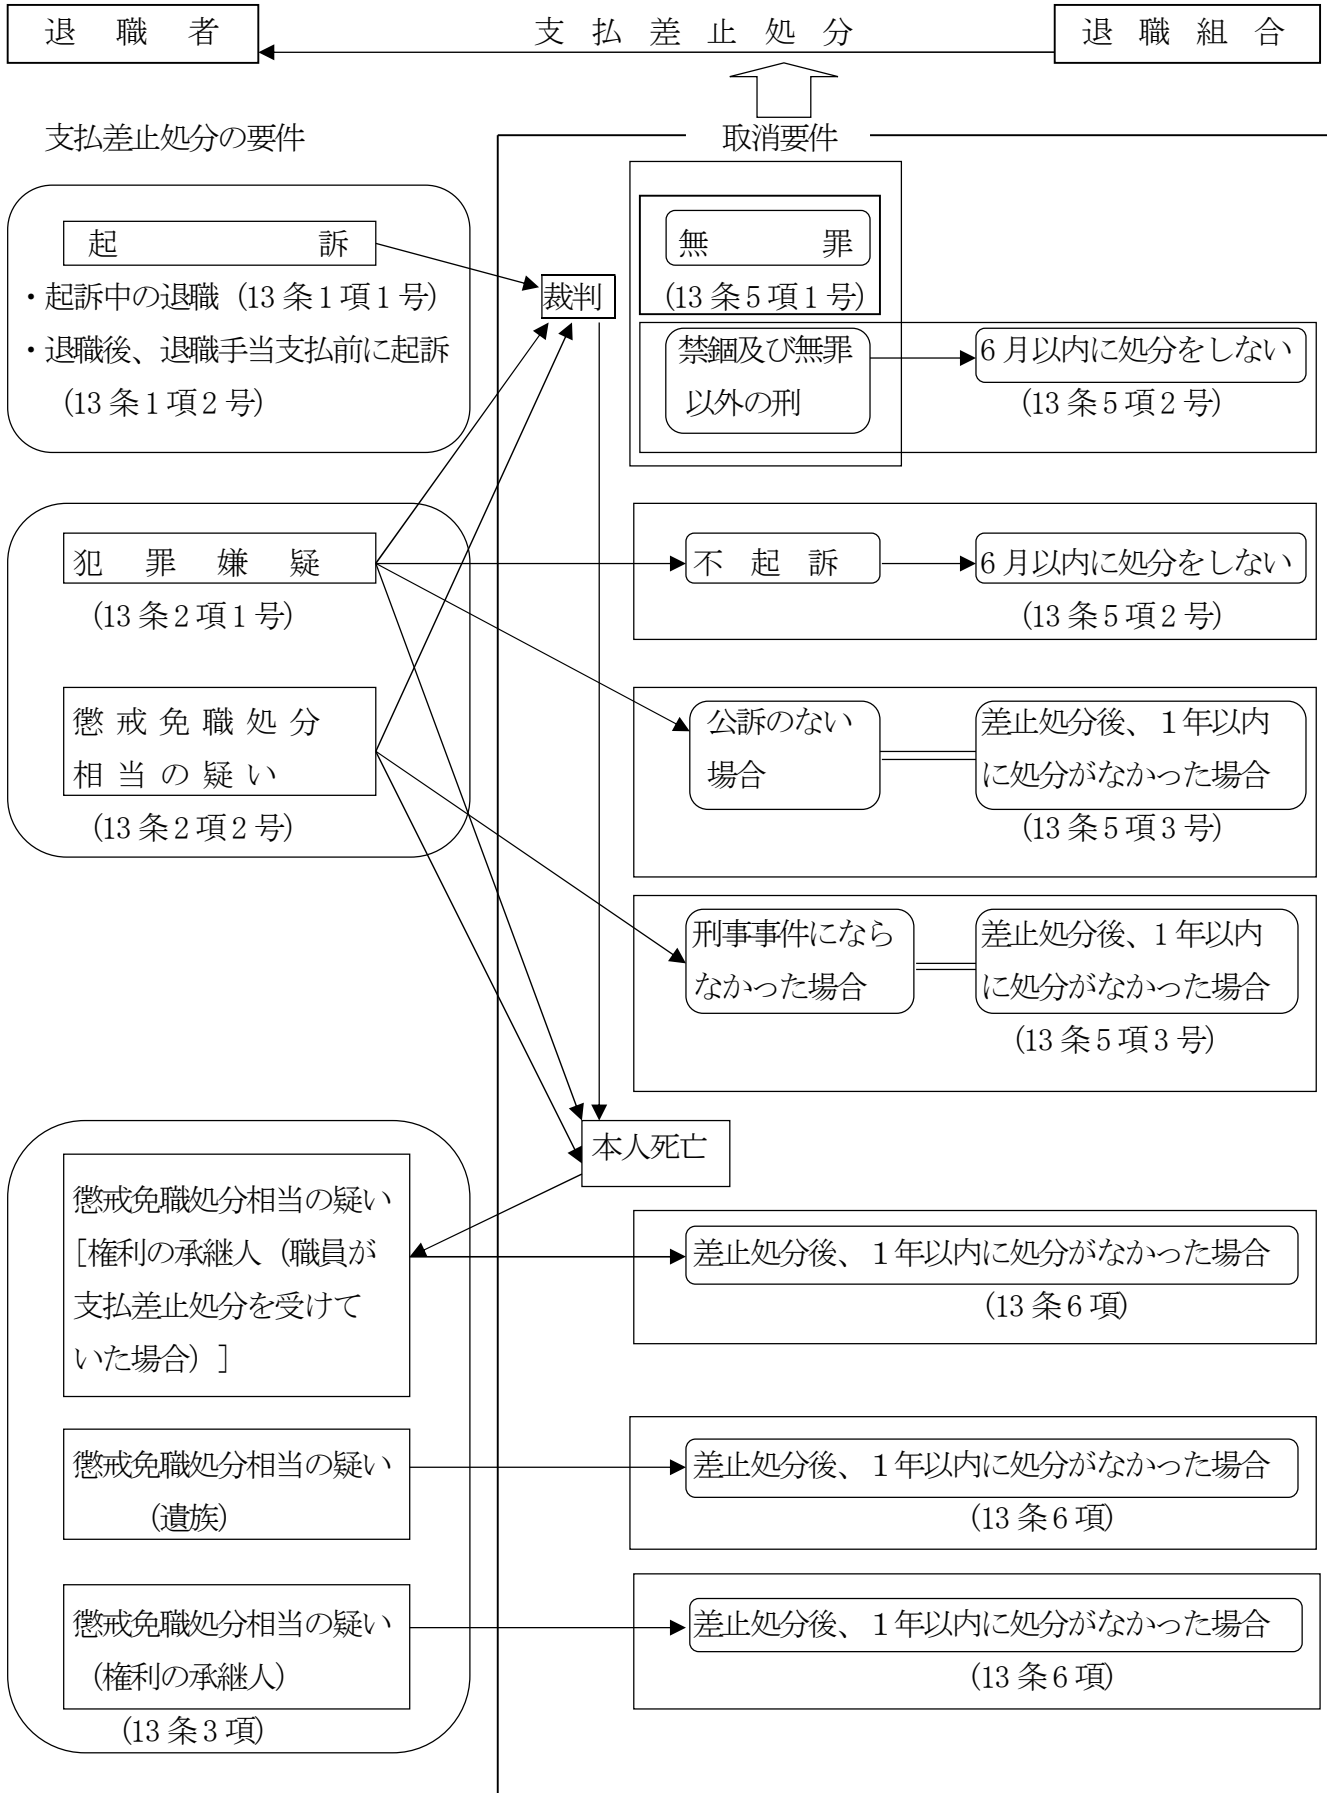 退職者
支払差止処分
退職組合
支払差止処分の要件
取消要件
起訴
・起訴中の退職(13条1項1号)
・退職後、退職手当支払前に起訴
(13条1項2号)
裁判
無罪
(13条5項1号)
禁錮及び無罪
以外の刑
6月以内に処分をしない
(13条5項2号)
犯罪嫌疑
(13条2項1号)
不起訴
6月以内に処分をしない
(13条5項2号)
懲戒免職処分
相当の疑い
(13条2項2号)
公訴のない
場合
差止処分後、1年以内
に処分がなかった場合
(13条5項3号)
刑事事件になら
なかった場合
差止処分後、1年以内
に処分がなかった場合
(13条5項3号)
本人死亡
懲戒免職処分相当の疑い
[権利の承継人(職員が
支払差止処分を受けて
いた場合)]
差止処分後、1年以内に処分がなかった場合
(13条6項)
懲戒免職処分相当の疑い
(遺族)
差止処分後、1年以内に処分がなかった場合
(13条6項)
懲戒免職処分相当の疑い
(権利の承継人)
(13条3項)
差止処分後、1年以内に処分がなかった場合
(13条6項)